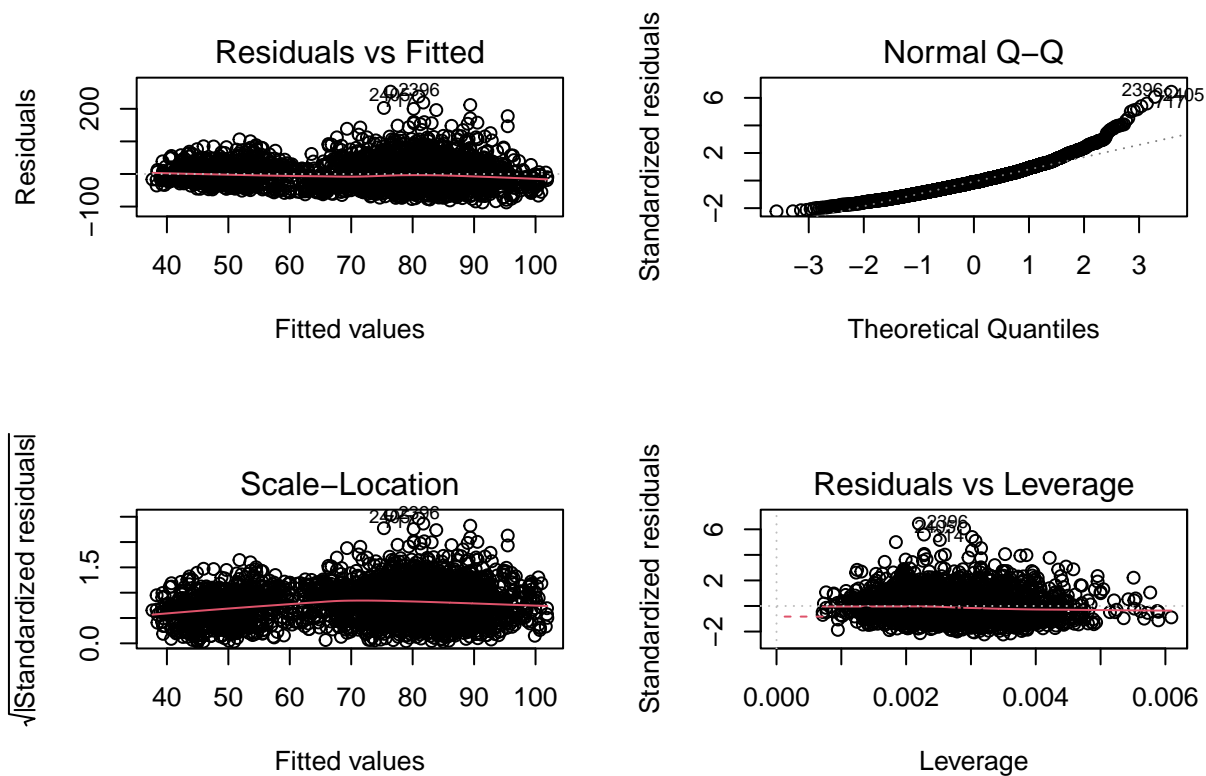 Residuals vs Fitted
Residuals
200
−100
2396
40 50 60 70 80 90 100
Fitted values
Normal Q−Q
Standardized residuals
6
2
−2
2396
−3 −2 −1 0 1 2 3
Theoretical Quantiles
Scale−Location
√|Standardized residuals|
1.5
0.0
2396
40 50 60 70 80 90 100
Fitted values
Residuals vs Leverage
Standardized residuals
6
2
−2
2396
0.000 0.002 0.004 0.006
Leverage